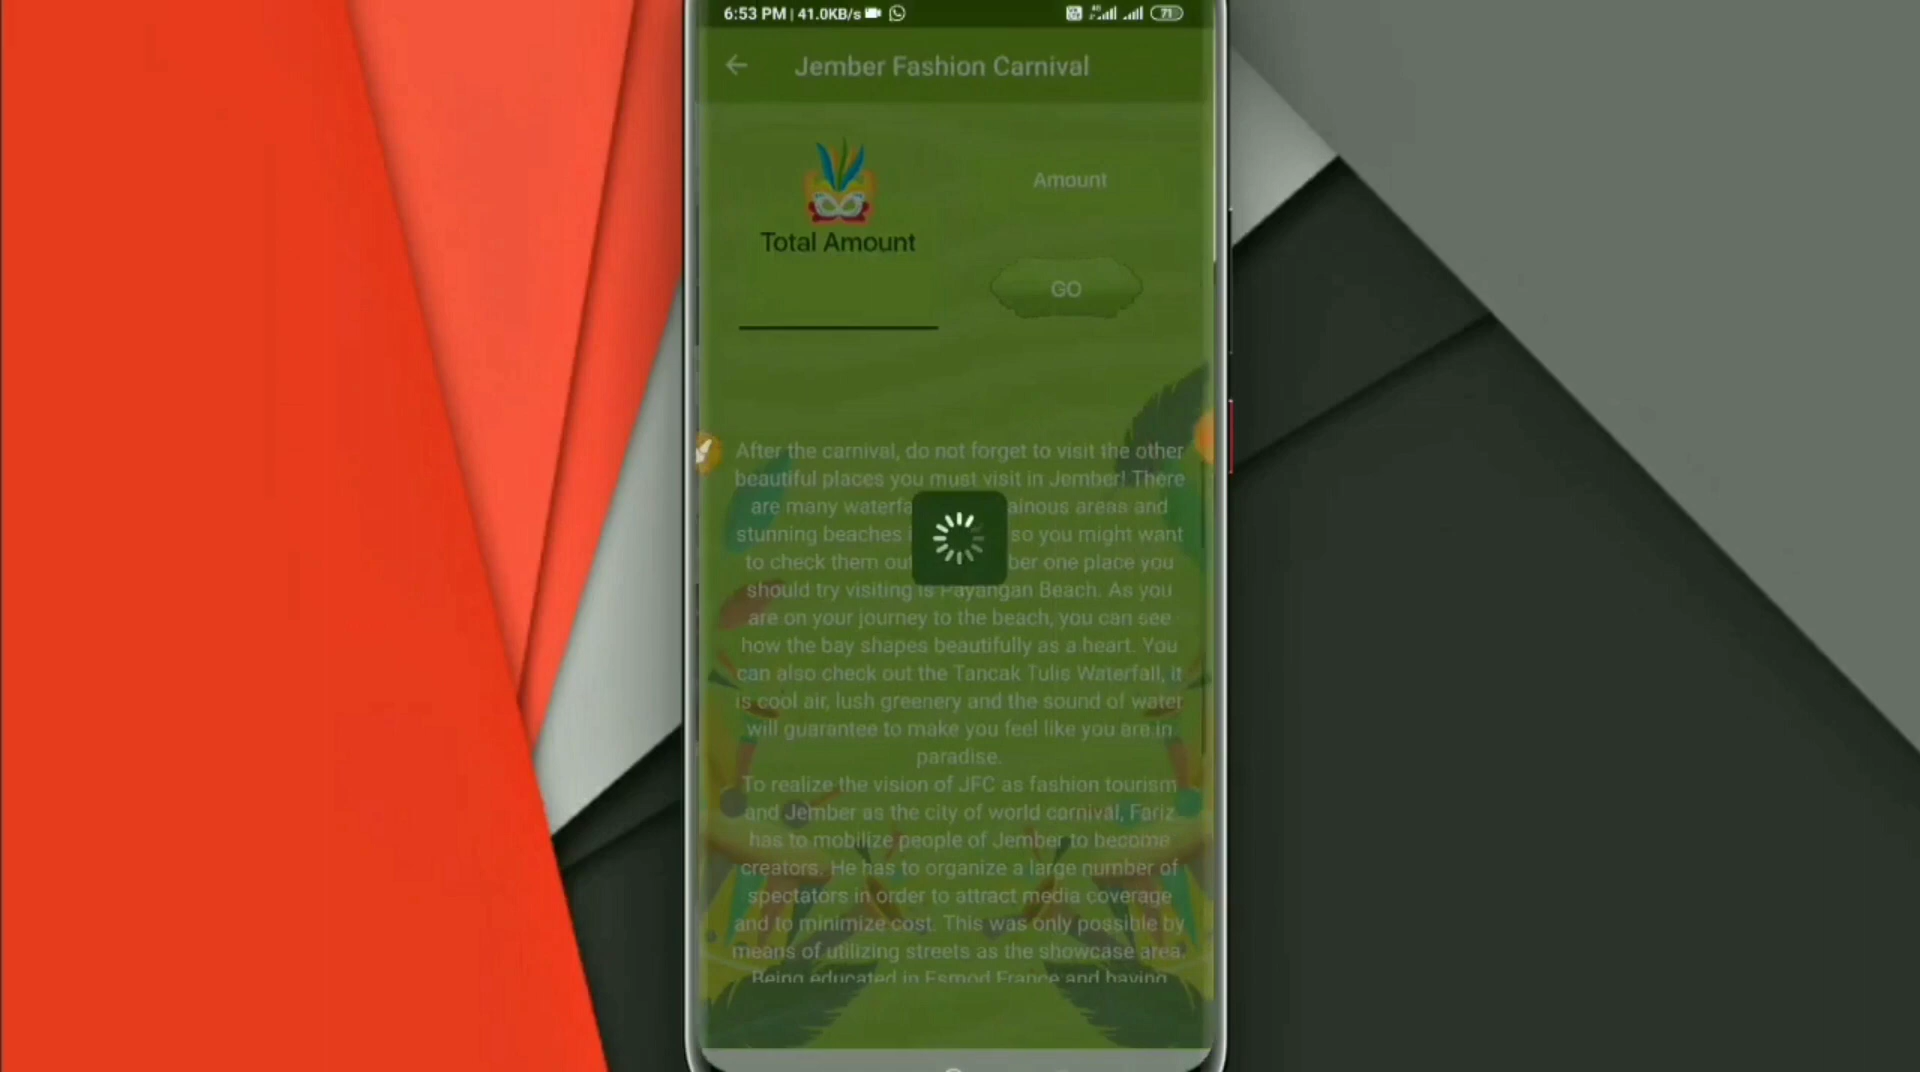 6:53 PM | 41.0KB/s
71
Jember Fashion Carnival
Amount
Total Amount
GO
After the carnival, do not forget to visit the other
beautiful places you must visit in Jember! There
are many waterfa ainous areas and
stunning beaches so you might want
to check them out ber one place you
should try visiting is Payangan Beach. As you
are on your journey to the beach, you can see
how the bay shapes beautifully as a heart. You
can also check out the Tancak Tulis Waterfall, it
is cool air, lush greenery and the sound of water
will guarantee to make you feel like you are in
paradise.
To realize the vision of JFC as fashion tourism
and Jember as the city of world carnival, Fariz
has to mobilize people of Jember to become
creators. He has to organize a large number of
spectators in order to attract media coverage
and to minimize cost. This was only possible by
means of utilizing streets as the showcase area.
Being educated in Esmod France and having